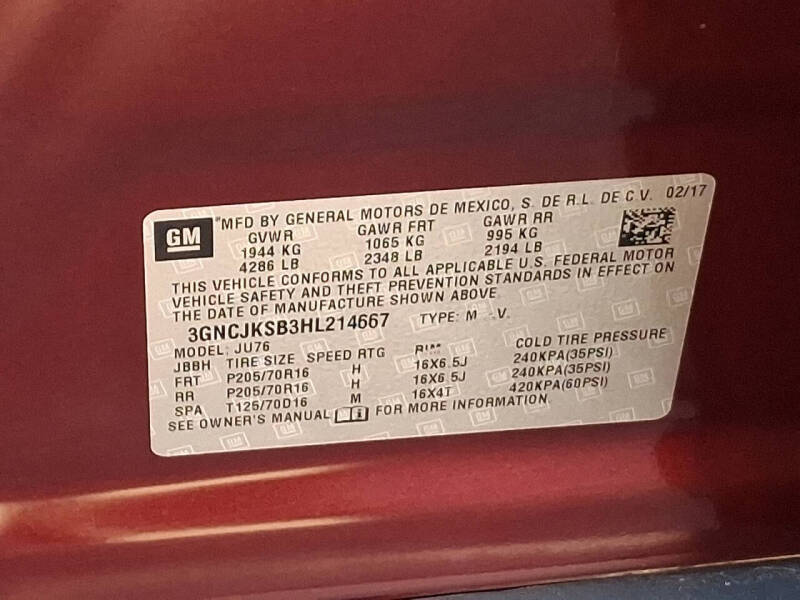 GM
MFD BY GENERAL MOTORS DE MEXICO, S. DE R.L. DE C.V. 02/17
GVWR GAWR FRT GAWR RR
1944 KG 1065 KG 995 KG
4286 LB 2348 LB 2194 LB
THIS VEHICLE CONFORMS TO ALL APPLICABLE U.S. FEDERAL MOTOR
VEHICLE SAFETY AND THEFT PREVENTION STANDARDS IN EFFECT ON
THE DATE OF MANUFACTURE SHOWN ABOVE
3GNCJKSB3HL214667 TYPE: M . V.
MODEL: JU76
JBBH TIRE SIZE SPEED RTG RIM COLD TIRE PRESSURE
FRT P205/70R16 H 16X6.5J 240KPA(35PSI)
RR P205/70R16 H 16X6.5J 240KPA(35PSI)
SPA T125/70D16 M 16X4T 420KPA(60PSI)
SEE OWNER'S MANUAL FOR MORE INFORMATION.